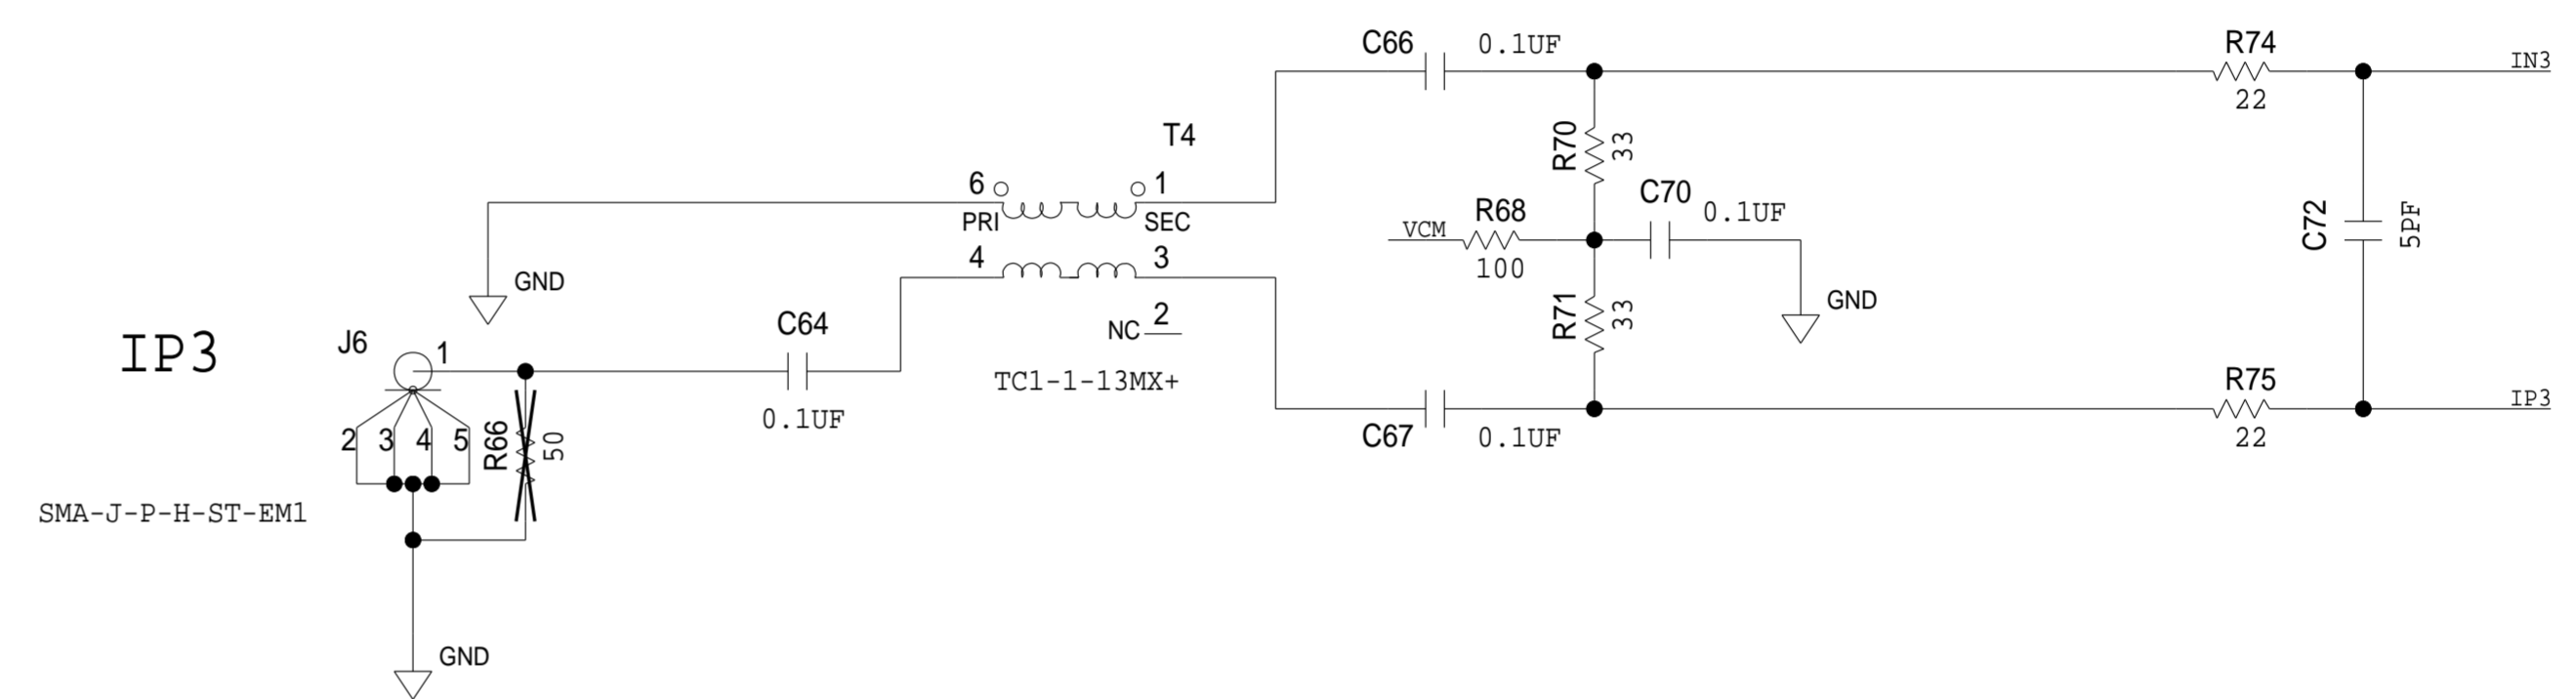 C66 0.1UF
R74
IN3
22
T4
R70 33
6 1
PRI SEC
C70
0.1UF
R68
VCM
100
C72 5PF
4 3
GND
GND
2
NC
R71 33
C64
IP3
J6 1
TC1-1-13MX+
R75
IP3
0.1UF
C67 0.1UF
22
2 3 4 5
R66 50
SMA-J-P-H-ST-EM1
GND